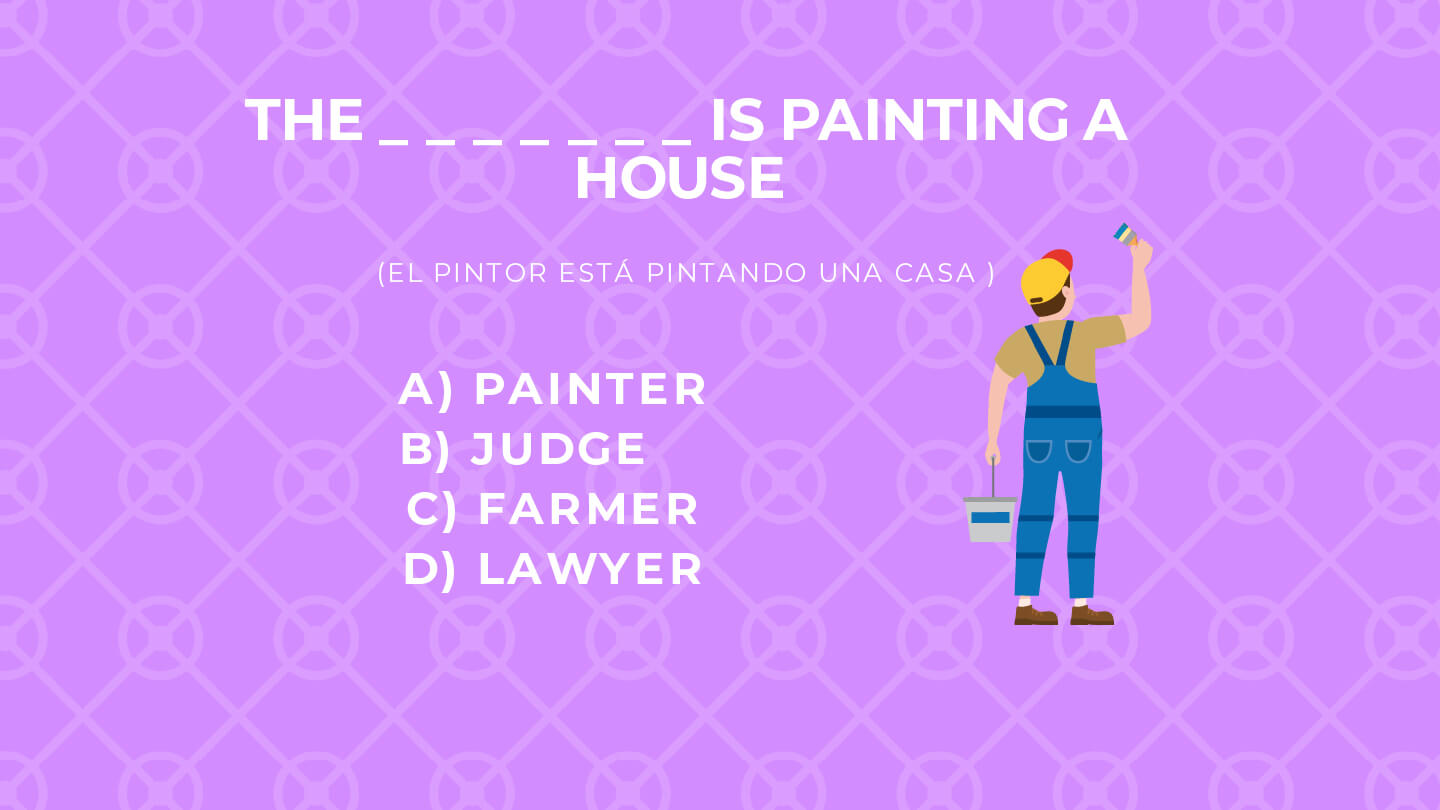 THE _ _ _ _ _ _ _ IS PAINTING A
HOUSE
(EL PINTOR ESTÁ PINTANDO UNA CASA )
A) PAINTER
B) JUDGE
C) FARMER
D) LAWYER